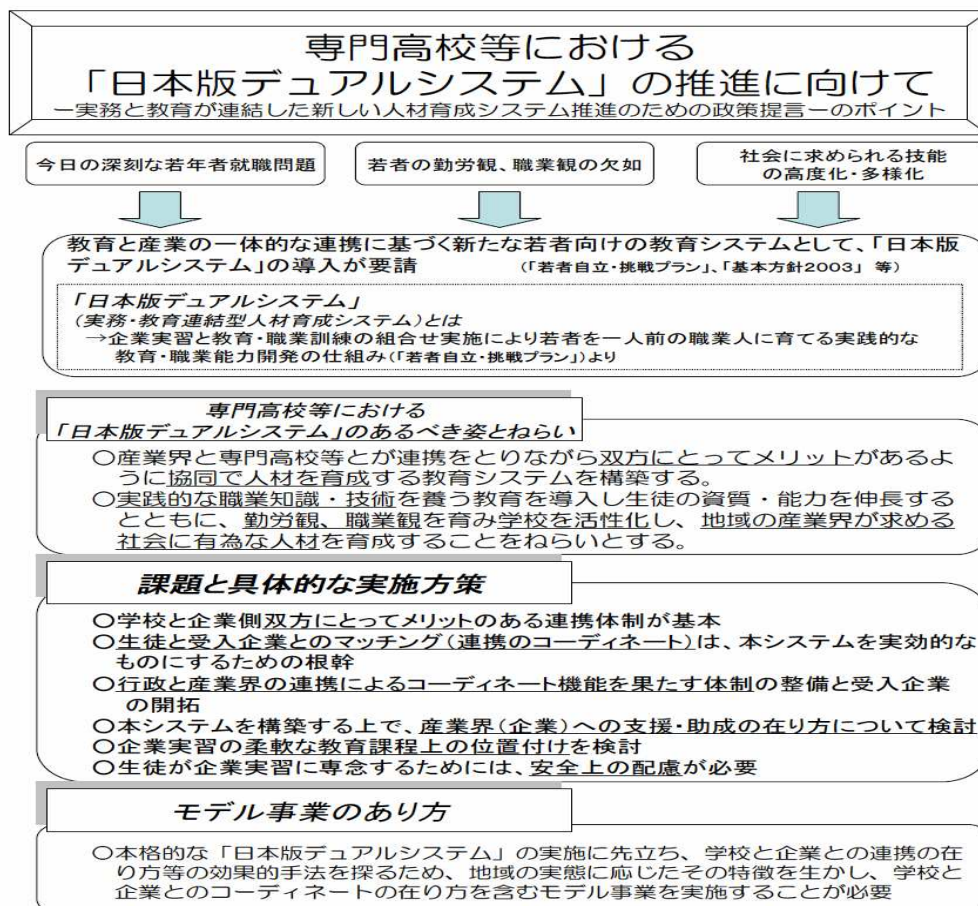 専門高校等における
「日本版デュアルシステム」の推進に向けて
ー実務と教育が連結した新しい人材育成システム推進のための政策提言ーのポイント
今日の深刻な若年者就職問題
若者の勤労観、職業観の欠如
社会に求められる技能
の高度化・多様化
教育と産業の一体的な連携に基づく新たな若者向けの教育システムとして、「日本版
デュアルシステム」の導入が要請 (「若者自立・挑戦プラン」、「基本方針2003」 等)
「日本版デュアルシステム」
(実務・教育連結型人材育成システム)とは
→企業実習と教育・職業訓練の組合せ実施により若者を一人前の職業人に育てる実践的な
教育・職業能力開発の仕組み(「若者自立・挑戦プラン」)より
専門高校等における
「日本版デュアルシステム」のあるべき姿とねらい
○産業界と専門高校等とが連携をとりながら双方にとってメリットがあるよ
うに協同で人材を育成する教育システムを構築する。
○実践的な職業知識・技術を養う教育を導入し生徒の資質・能力を伸長する
とともに、勤労観、職業観を育み学校を活性化し、地域の産業界が求める
社会に有為な人材を育成することをねらいとする。
課題と具体的な実施方策
○学校と企業側双方にとってメリットのある連携体制が基本
○生徒と受入企業とのマッチング(連携のコーディネート)は、本システムを実効的な
ものにするための根幹
○行政と産業界の連携によるコーディネート機能を果たす体制の整備と受入企業
の開拓
○本システムを構築する上で、産業界(企業)への支援・助成の在り方について検討
○企業実習の柔軟な教育課程上の位置付けを検討
○生徒が企業実習に専念するためには、安全上の配慮が必要
モデル事業のあり方
○本格的な「日本版デュアルシステム」の実施に先立ち、学校と企業との連携の在
り方等の効果的手法を探るため、地域の実態に応じたその特徴を生かし、学校と
企業とのコーディネートの在り方を含むモデル事業を実施することが必要